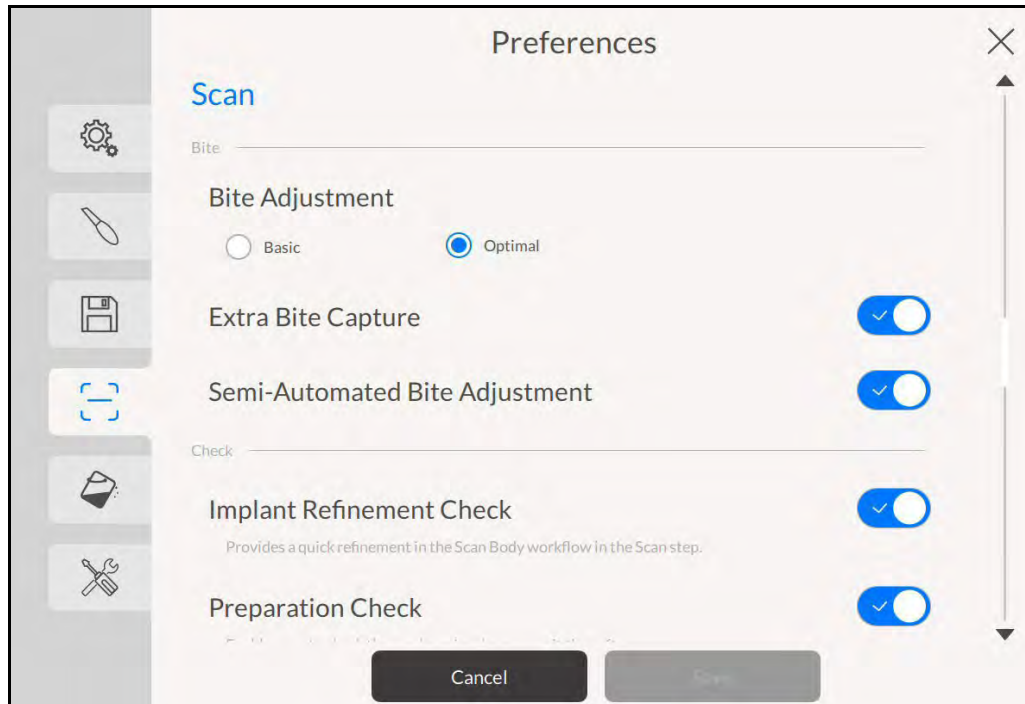 Preferences
Scan
Bite
Bite Adjustment
Basic
Optimal
Extra Bite Capture
Semi-Automated Bite Adjustment
Check
Implant Refinement Check
Provides a quick refinement in the Scan Body workflow in the Scan step.
Preparation Check
Cancel
Save